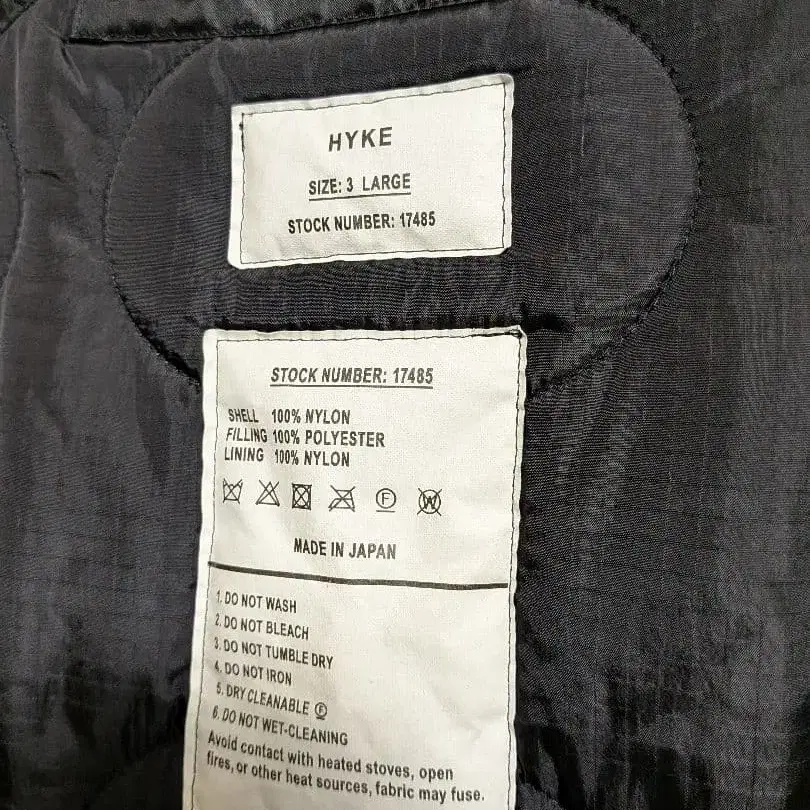 HYKE
SIZE: 3 LARGE
STOCK NUMBER: 17485
STOCK NUMBER: 17485
SHELL 100% NYLON
FILLING 100% POLYESTER
LINING 100% NYLON
F W
MADE IN JAPAN
1. DO NOT WASH
2. DO NOT BLEACH
3. DO NOT TUMBLE DRY
4. DO NOT IRON
5. DRY CLEANABLE Ⓕ
6. DO NOT WET-CLEANING
Avoid contact with heated stoves, open
fires, or other heat sources, fabric may fuse.